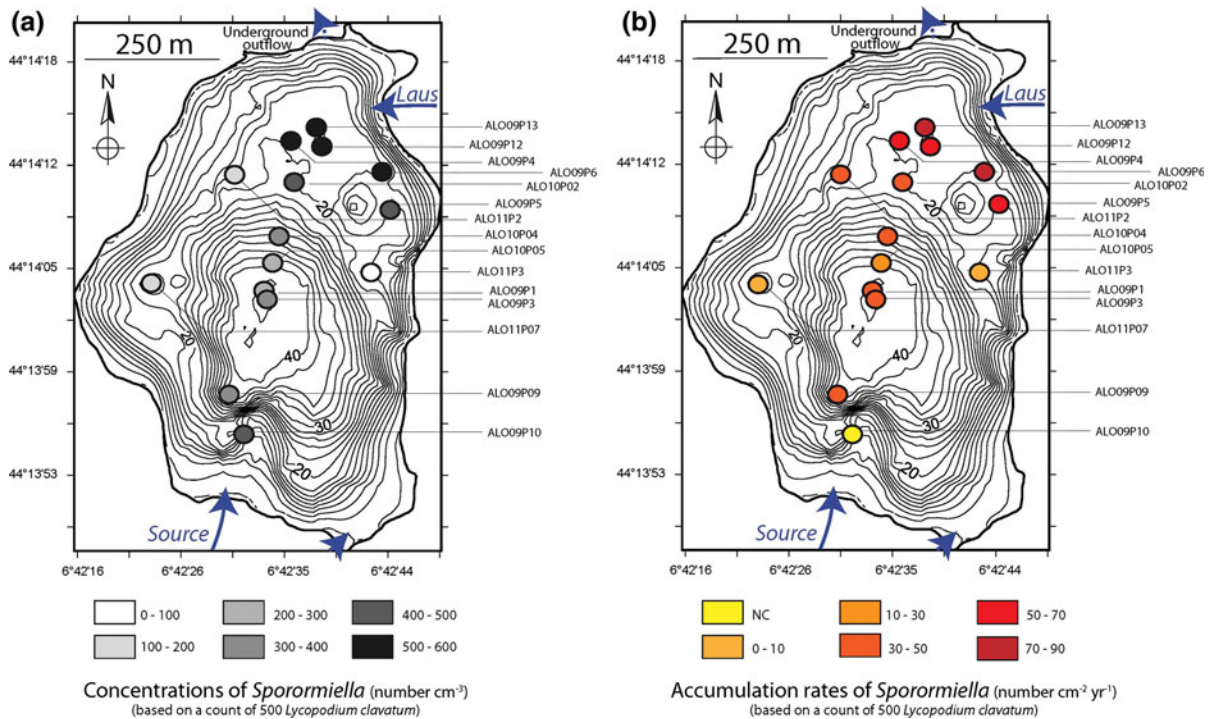 (a)
250 m
Underground
outflow
Laus
N
44°14'18
44°14'12
44°14'05
44°13'59
44°13'53
ALO09P13
ALO09P12
ALO09P4
ALO09P6
ALO10P02
ALO09P5
ALO11P2
ALO10P04
ALO10P05
ALO11P3
ALO09P1
ALO09P3
ALO11P07
ALO09P09
ALO09P10
20
20
40
30
20
Source
6°42'16
6°42'26
6°42'35
6°42'44
0 - 100
200 - 300
400 - 500
100 - 200
300 - 400
500 - 600
Concentrations of Sporormiella (number cm⁻³)
(based on a count of 500 Lycopodium clavatum)
(b)
250 m
Underground
outflow
Laus
N
44°14'18
44°14'12
44°14'05
44°13'59
44°13'53
ALO09P13
ALO09P12
ALO09P4
ALO09P6
ALO10P02
ALO09P5
ALO11P2
ALO10P04
ALO10P05
ALO11P3
ALO09P1
ALO09P3
ALO11P07
ALO09P09
ALO09P10
20
20
40
30
20
Source
6°42'16
6°42'26
6°42'35
6°42'44
NC
10 - 30
50 - 70
0 - 10
30 - 50
70 - 90
Accumulation rates of Sporormiella (number cm⁻² yr⁻¹)
(based on a count of 500 Lycopodium clavatum)